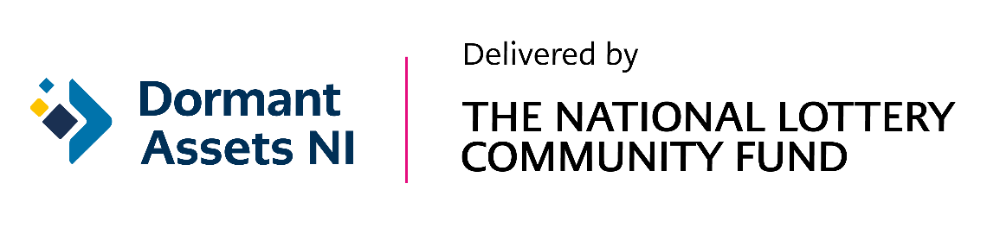 Dormant
Assets NI
Delivered by
THE NATIONAL LOTTERY
COMMUNITY FUND